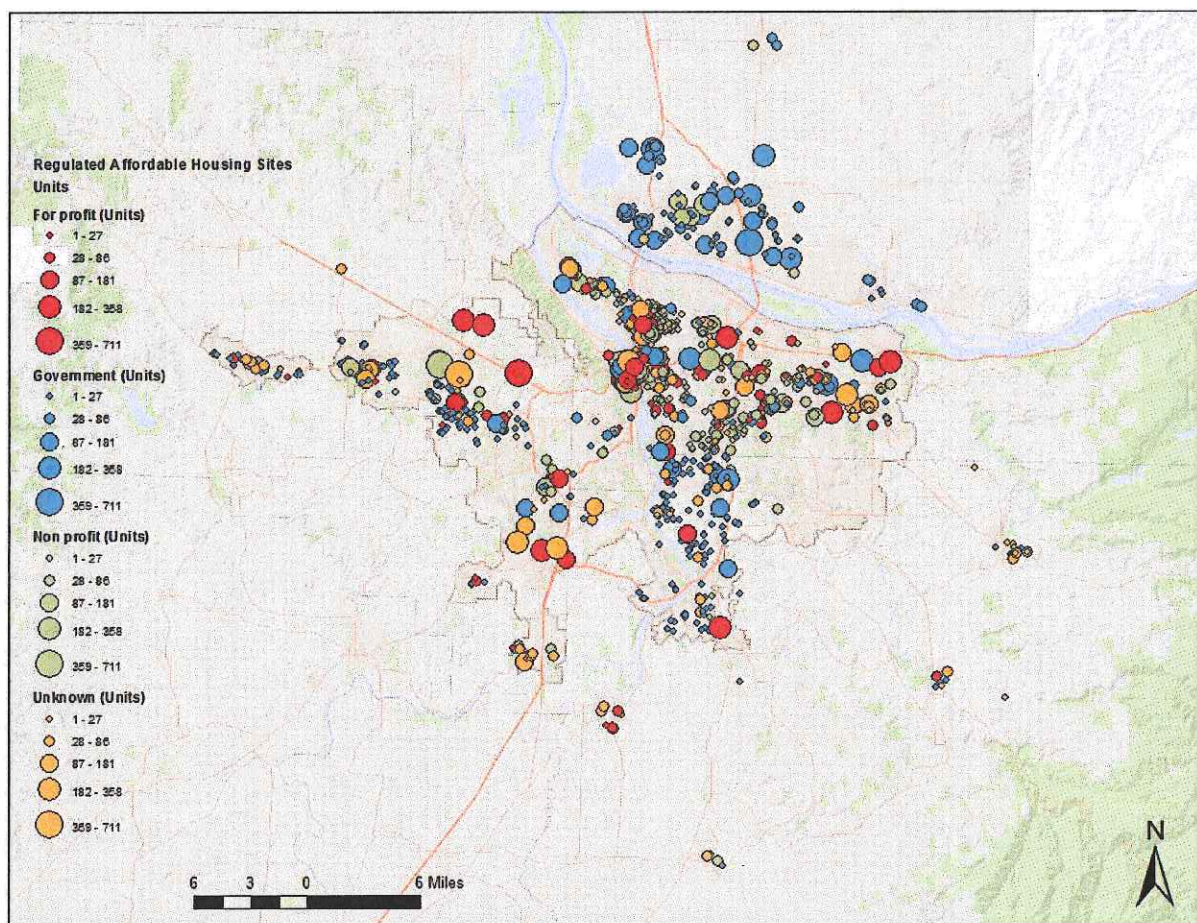 Regulated Affordable Housing Sites
Units
For profit (Units)
1 - 27
28 - 86
87 - 181
182 - 358
359 - 711
Government (Units)
1 - 27
28 - 86
87 - 181
182 - 358
359 - 711
Non profit (Units)
1 - 27
28 - 86
87 - 181
182 - 358
359 - 711
Unknown (Units)
1 - 27
28 - 86
87 - 181
182 - 358
359 - 711
6 3 0 6 Miles
N